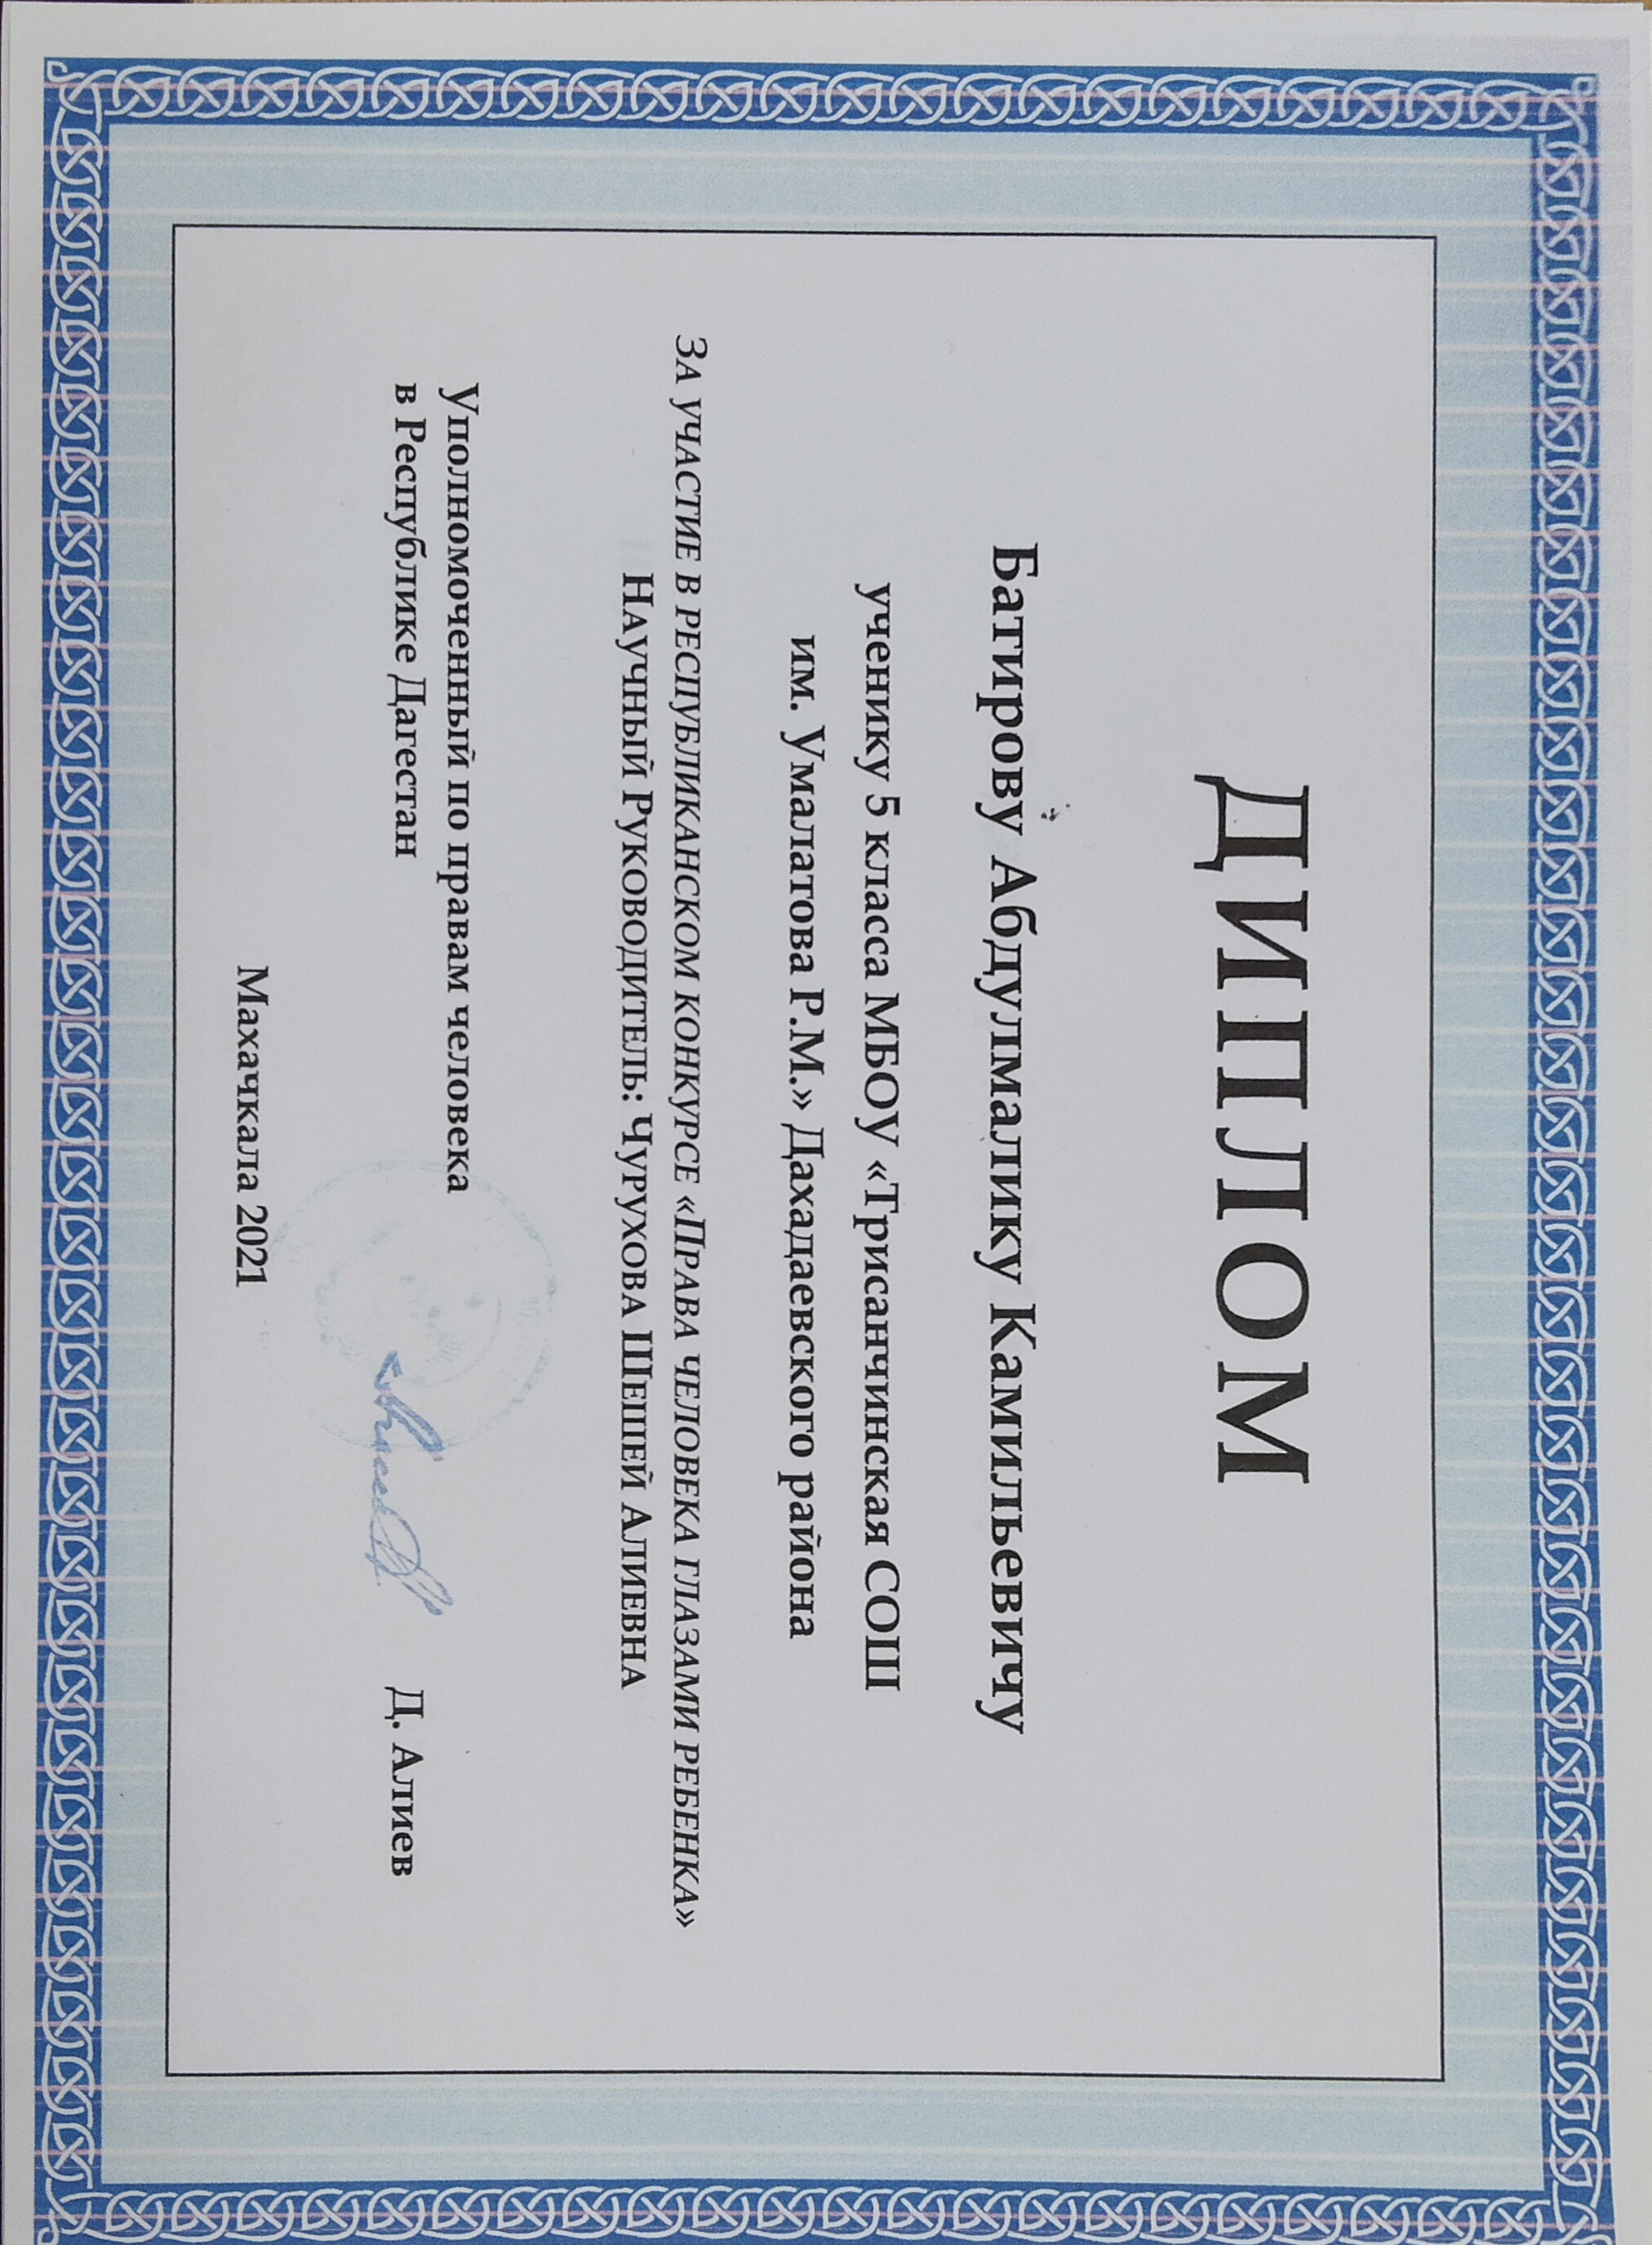 ДИПЛОМ
Батирову Абдулмалику Камильевичу
ученику 5 класса МБОУ «Трисанчинская СОШ
им. Умалатова Р.М.» Дахадаевского района
ЗА УЧАСТИЕ В РЕСПУБЛИКАНСКОМ КОНКУРСЕ «ПРАВА ЧЕЛОВЕКА ГЛАЗАМИ РЕБЕНКА»
НАУЧНЫЙ РУКОВОДИТЕЛЬ: ЧУРУХОВА ШЕШЕЙ АЛИЕВНА
Уполномоченный по правам человека
в Республике Дагестан
Д. Алиев
Махачкала 2021